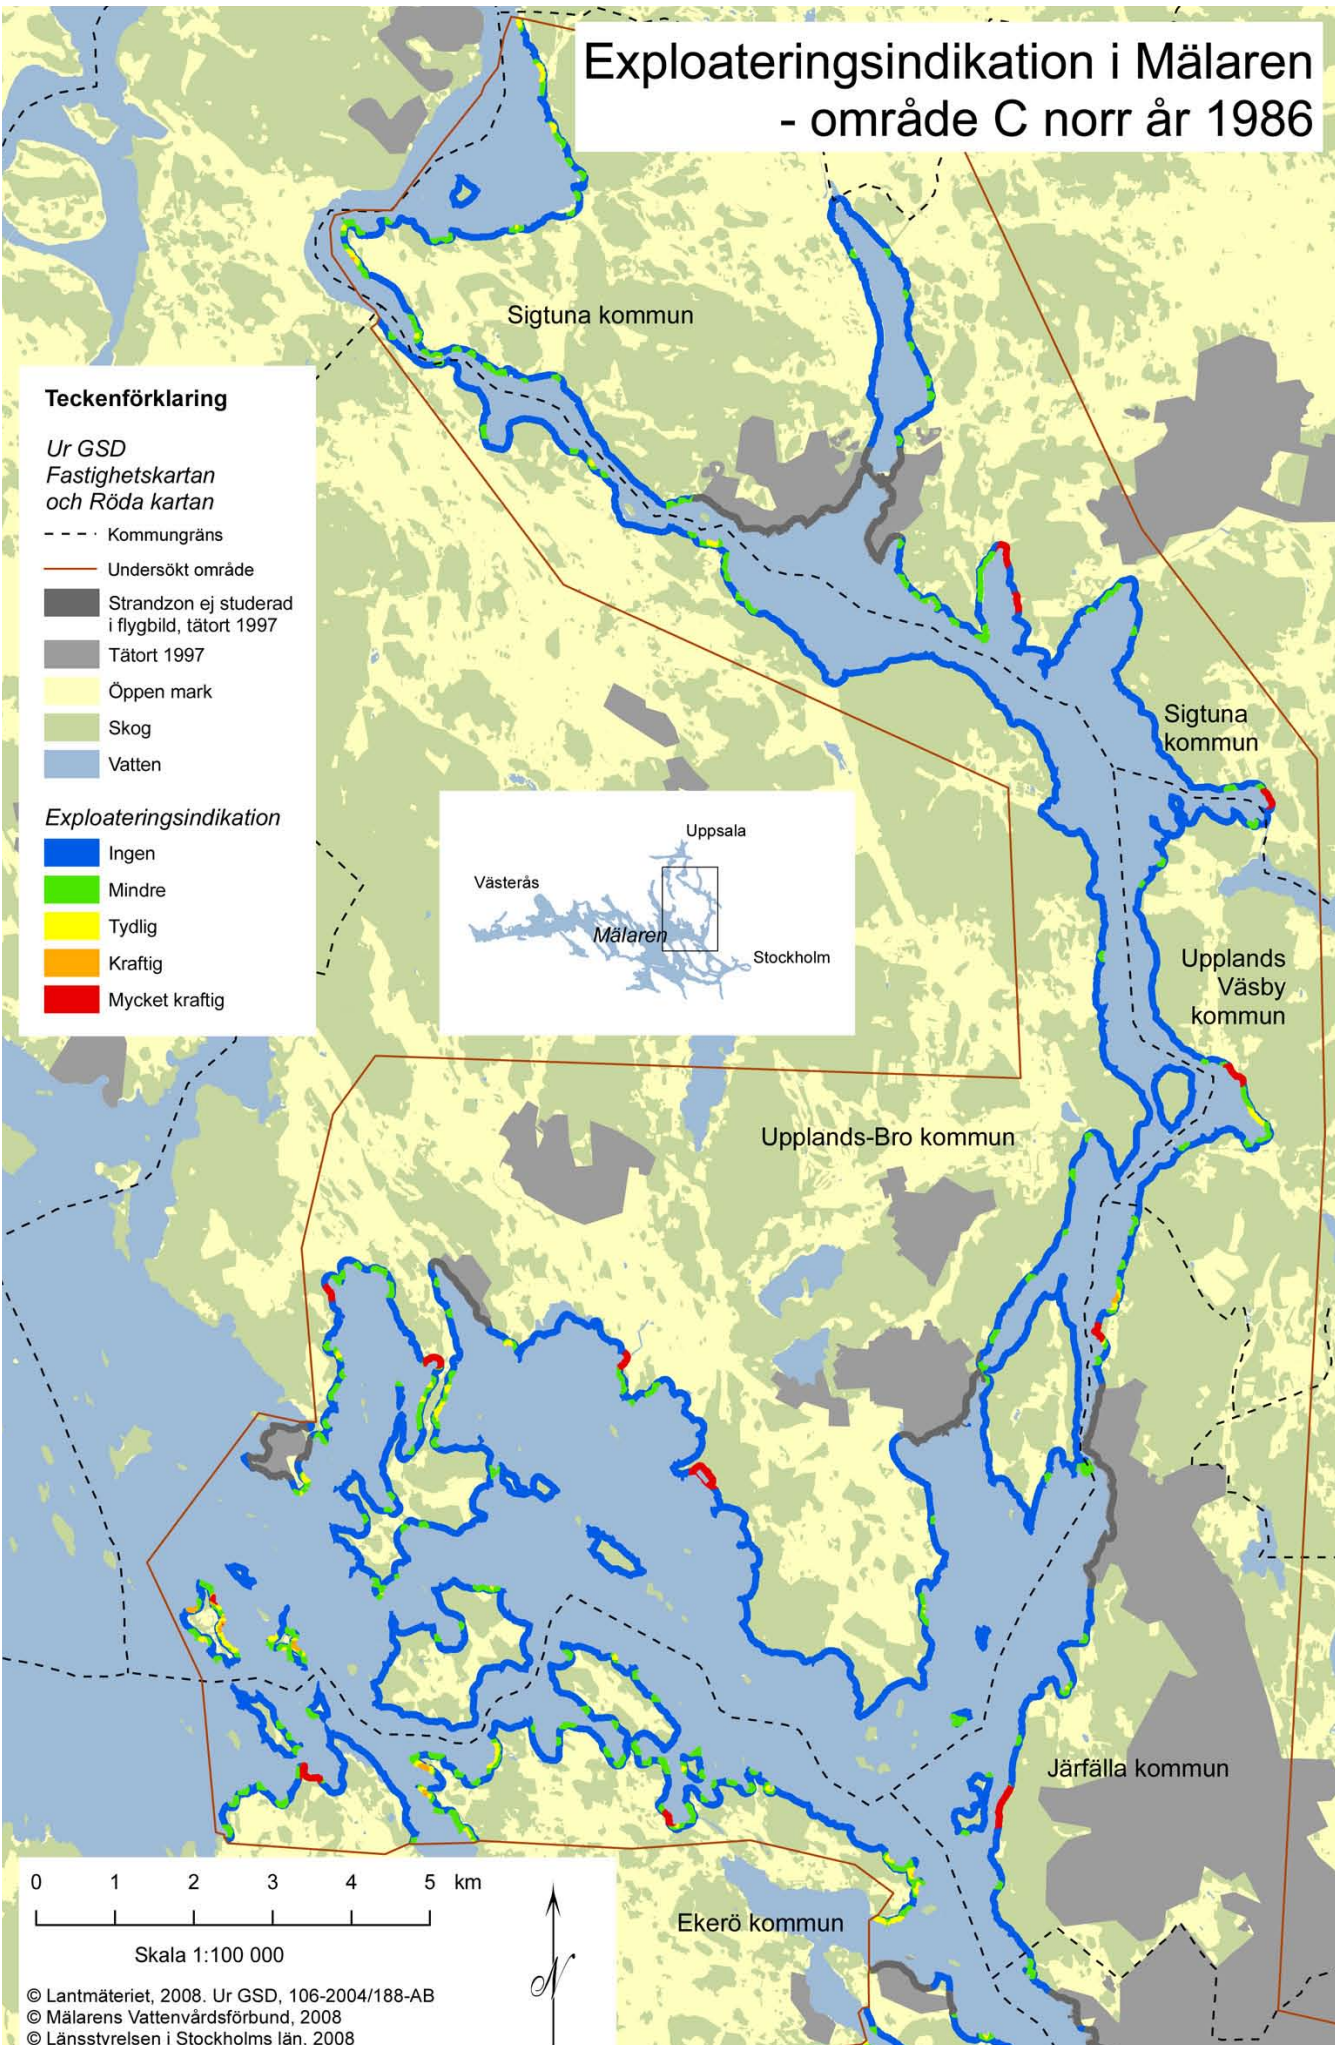 Exploateringsindikation i Mälaren
- område C norr år 1986
Sigtuna kommun
Teckenförklaring
Ur GSD
Fastighetskartan
och Röda kartan
Kommungräns
Undersökt område
Strandzon ej studerad
i flygbild, tätort 1997
Tätort 1997
Öppen mark
Skog
Vatten
Exploateringsindikation
Ingen
Mindre
Tydlig
Kraftig
Mycket kraftig
Sigtuna
kommun
Uppsala
Västerås
Mälaren
Stockholm
Upplands
Väsby
kommun
Upplands-Bro kommun
Järfälla kommun
Ekerö kommun
0 1 2 3 4 5 km
Skala 1:100 000
N
© Lantmäteriet, 2008. Ur GSD, 106-2004/188-AB
© Mälarens Vattenvårdsförbund, 2008
© Länsstyrelsen i Stockholms län, 2008